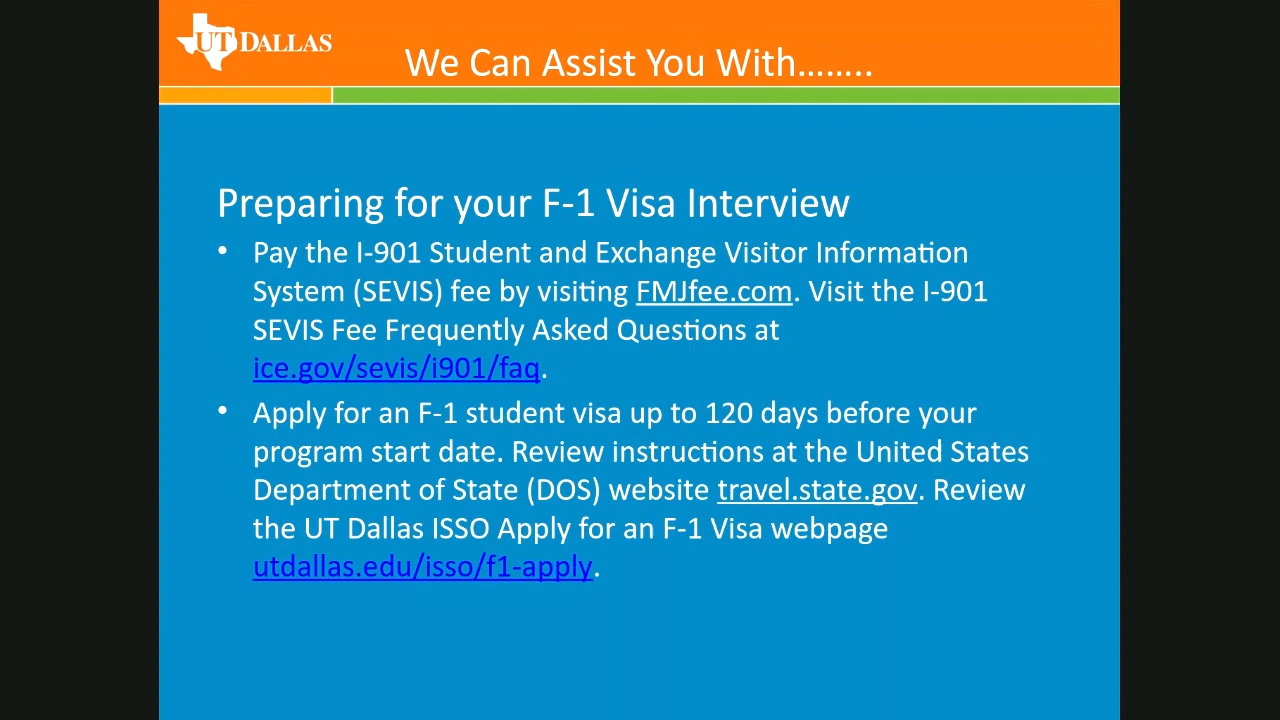 UT DALLAS
We Can Assist You With........
Preparing for your F-1 Visa Interview
• Pay the I-901 Student and Exchange Visitor Information
System (SEVIS) fee by visiting FMJfee.com. Visit the I-901
SEVIS Fee Frequently Asked Questions at
ice.gov/sevis/i901/faq.
• Apply for an F-1 student visa up to 120 days before your
program start date. Review instructions at the United States
Department of State (DOS) website travel.state.gov. Review
the UT Dallas ISSO Apply for an F-1 Visa webpage
utdallas.edu/isso/f1-apply.